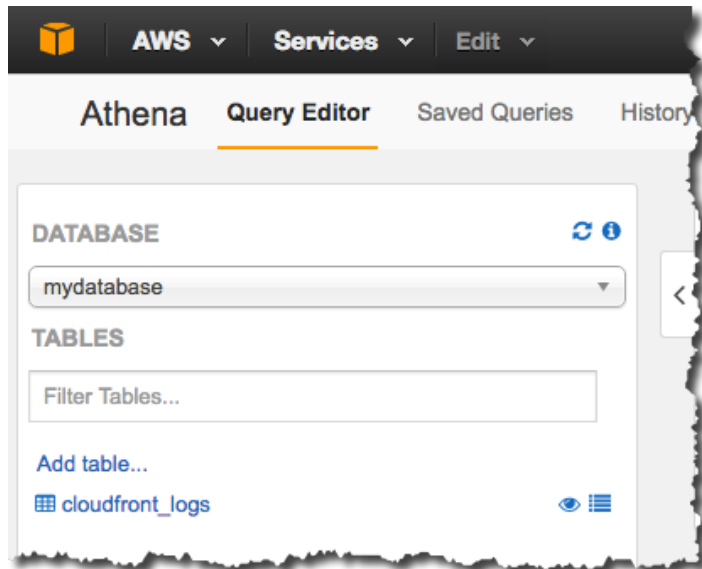 AWS Services Edit
Athena Query Editor Saved Queries History
DATABASE
mydatabase
TABLES
Filter Tables...
Add table...
cloudfront_logs